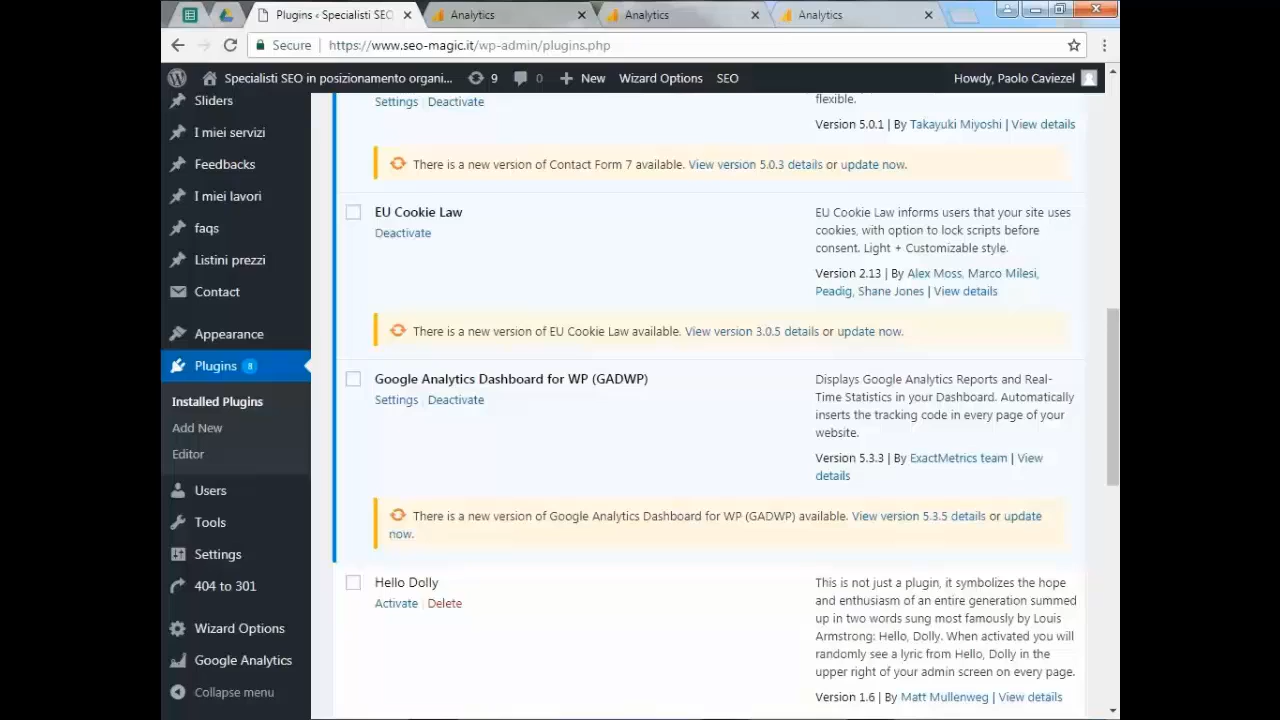 Plugins « Specialisti SEO
Analytics
Analytics
Analytics
Secure
https://www.seo-magic.it/wp-admin/plugins.php
Specialisti SEO in posizionamento organi...
9
0
New
Wizard Options
SEO
Howdy, Paolo Caviezel
Sliders
I miei servizi
Feedbacks
I miei lavori
faqs
Listini prezzi
Contact
Appearance
Plugins 8
Installed Plugins
Add New
Editor
Users
Tools
Settings
404 to 301
Wizard Options
Google Analytics
Collapse menu
Settings | Deactivate
flexible.
Version 5.0.1 | By Takayuki Miyoshi | View details
There is a new version of Contact Form 7 available. View version 5.0.3 details or update now.
EU Cookie Law
Deactivate
EU Cookie Law informs users that your site uses
cookies, with option to lock scripts before
consent. Light + Customizable style.
Version 2.13 | By Alex Moss, Marco Milesi,
Peadig, Shane Jones | View details
There is a new version of EU Cookie Law available. View version 3.0.5 details or update now.
Google Analytics Dashboard for WP (GADWP)
Settings | Deactivate
Displays Google Analytics Reports and Real-
Time Statistics in your Dashboard. Automatically
inserts the tracking code in every page of your
website.
Version 5.3.3 | By ExactMetrics team | View
details
There is a new version of Google Analytics Dashboard for WP (GADWP) available. View version 5.3.5 details or update
now.
Hello Dolly
Activate | Delete
This is not just a plugin, it symbolizes the hope
and enthusiasm of an entire generation summed
up in two words sung most famously by Louis
Armstrong: Hello, Dolly. When activated you will
randomly see a lyric from Hello, Dolly in the
upper right of your admin screen on every page.
Version 1.6 | By Matt Mullenweg | View details